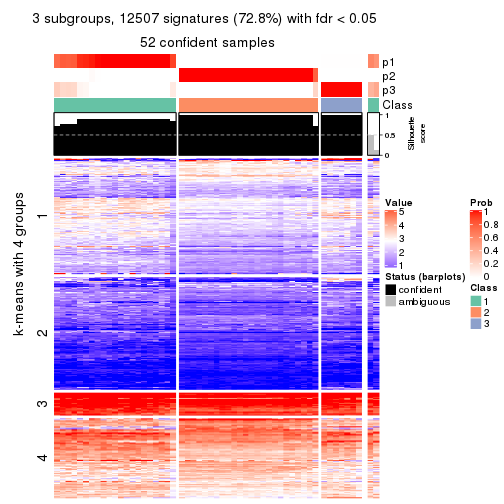 3 subgroups, 12507 signatures (72.8%) with fdr < 0.05
52 confident samples
p1
p2
p3
Class
1
0.5
0
Silhouette
score
k-means with 4 groups
1
2
3
4
Value
5
4
3
2
1
Status (barplots)
confident
ambiguous
Prob
1
0.8
0.6
0.4
0.2
0
Class
1
2
3